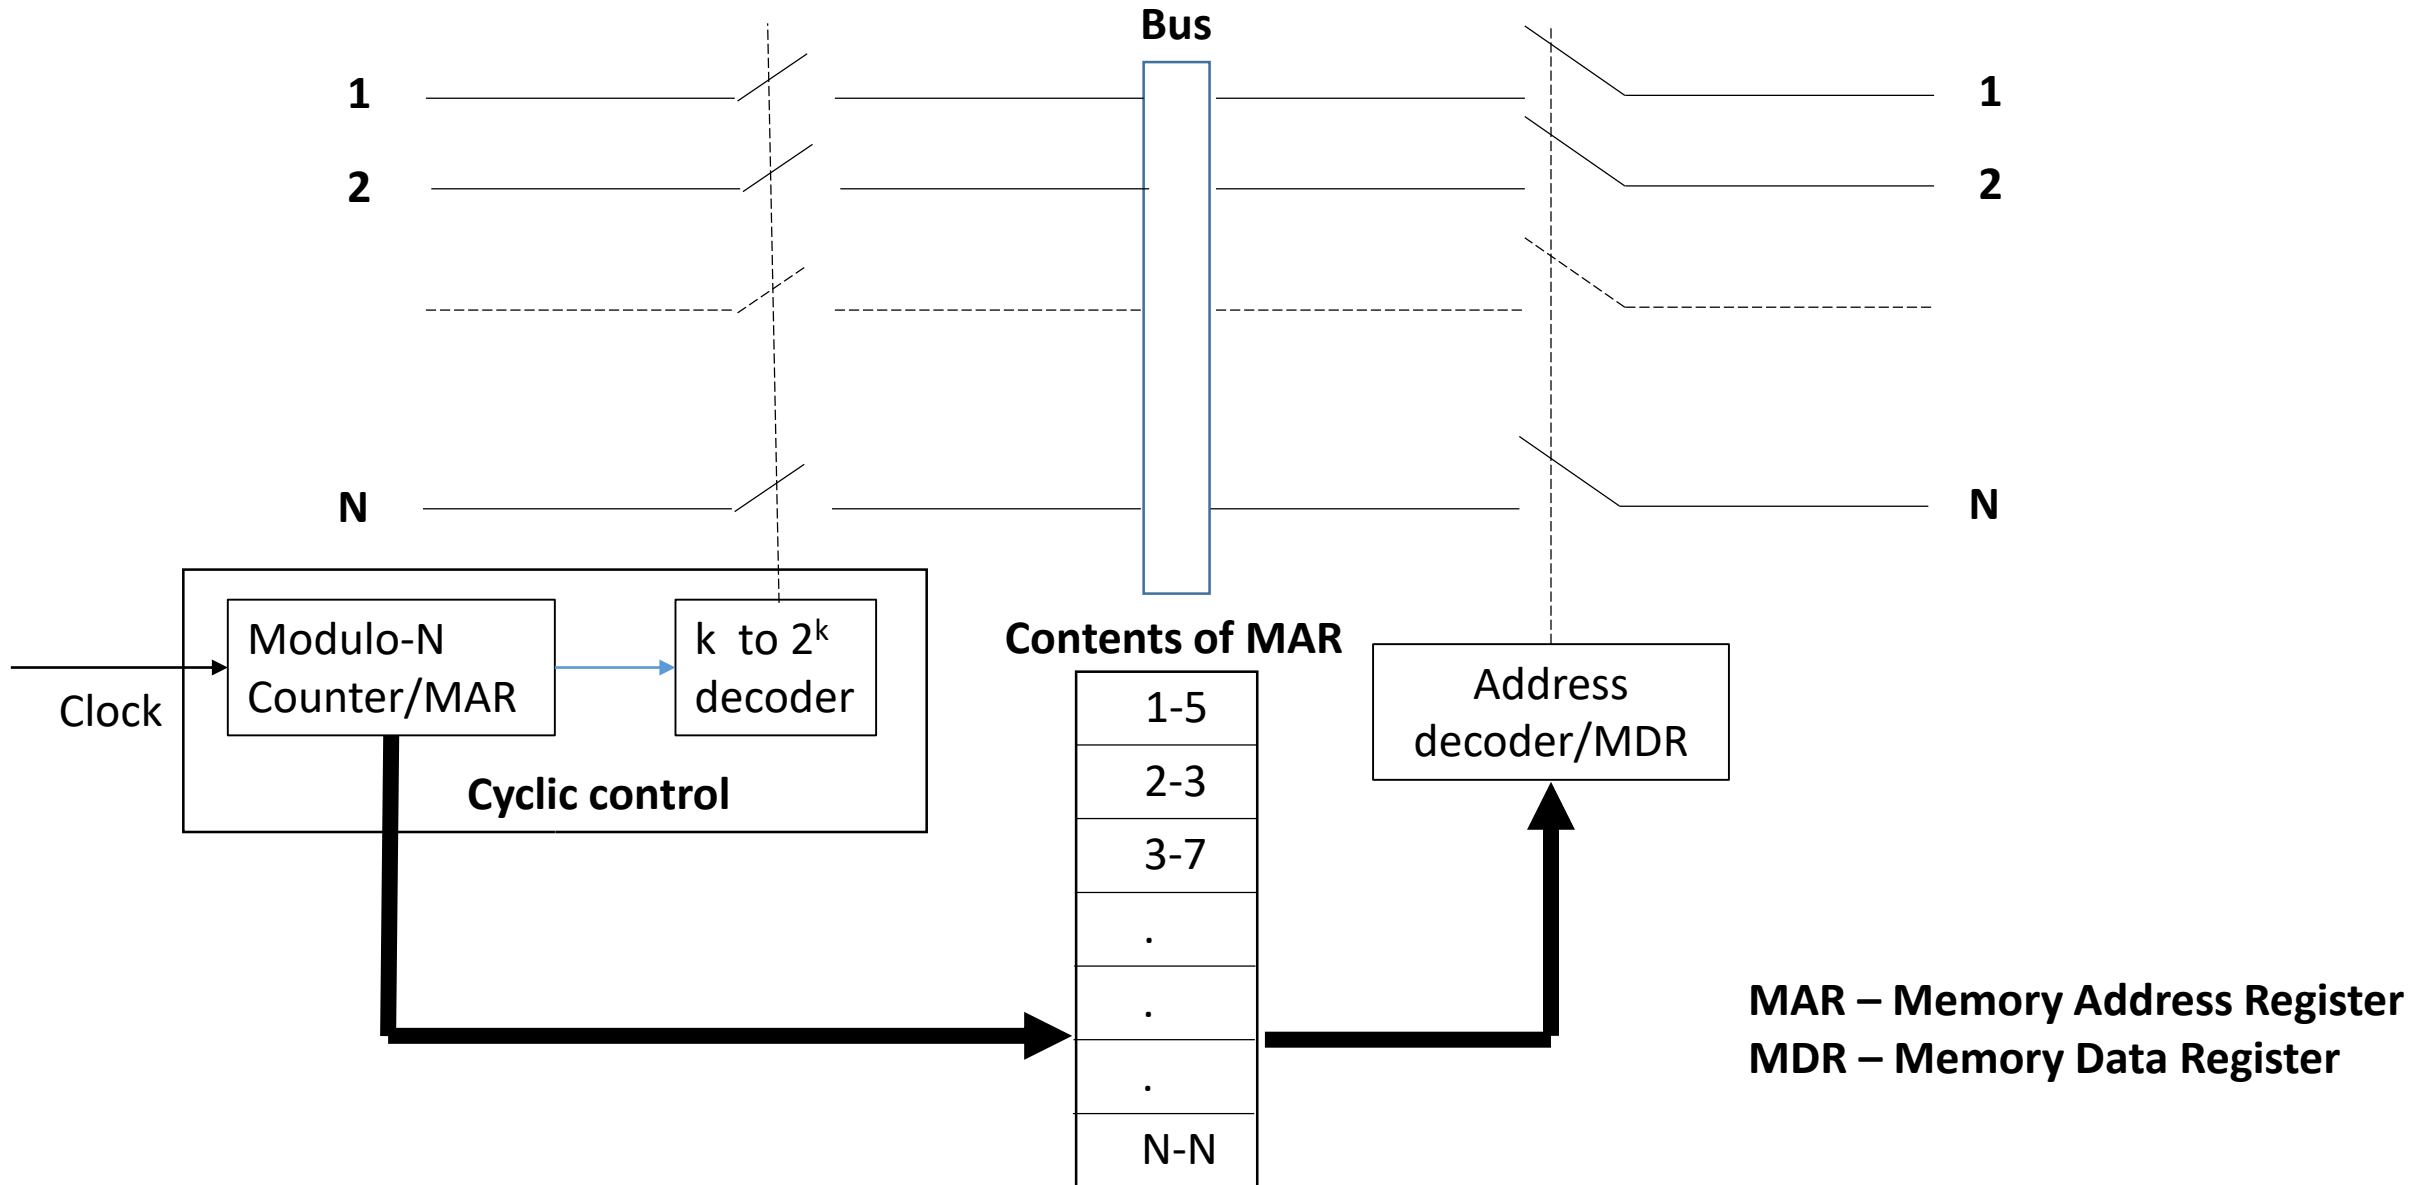 Bus
1
1
2
2
N
N
Clock
Modulo-N
Counter/MAR
k to 2ᵏ
decoder
Cyclic control
Contents of MAR
1-5
2-3
3-7
.
.
.
N-N
Address
decoder/MDR
MAR – Memory Address Register
MDR – Memory Data Register